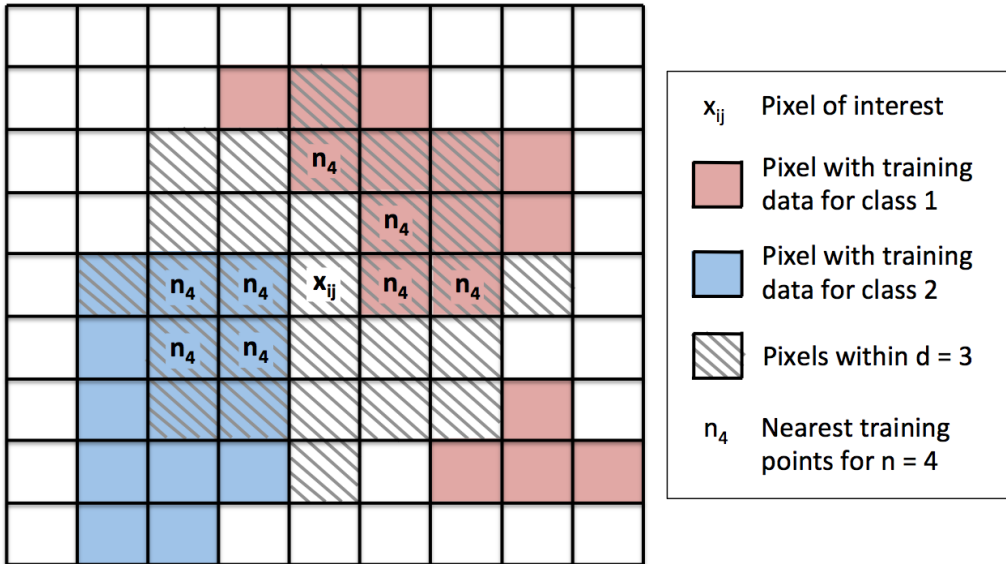 n₄
n₄
n₄ n₄ xᵢⱼ n₄ n₄
n₄ n₄
xᵢⱼ Pixel of interest
Pixel with training
data for class 1
Pixel with training
data for class 2
Pixels within d = 3
n₄ Nearest training
points for n = 4